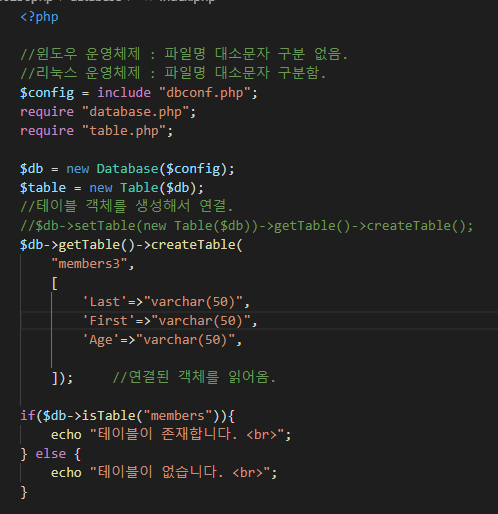 <?php
//윈도우 운영체제 : 파일명 대소문자 구분 없음.
//리눅스 운영체제 : 파일명 대소문자 구분함.
$config = include "dbconf.php";
require "database.php";
require "table.php";
$db = new Database($config);
$table = new Table($db);
//테이블 객체를 생성해서 연결.
//$db->setTable(new Table($db))->getTable()->createTable();
$db->getTable()->createTable(
"members3",
[
'Last'=>"varchar(50)",
'First'=>"varchar(50)",
'Age'=>"varchar(50)",
]); //연결된 객체를 읽어옴.
if($db->isTable("members")){
echo "테이블이 존재합니다. <br>";
} else {
echo "테이블이 없습니다. <br>";
}